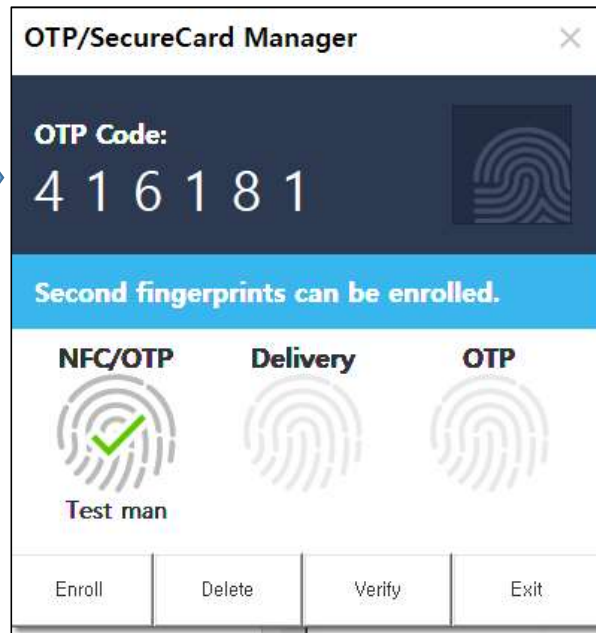 OTP/SecureCard Manager
OTP Code:
4 1 6 1 8 1
Second fingerprints can be enrolled.
NFC/OTP Delivery OTP
Test man
Enroll Delete Verify Exit